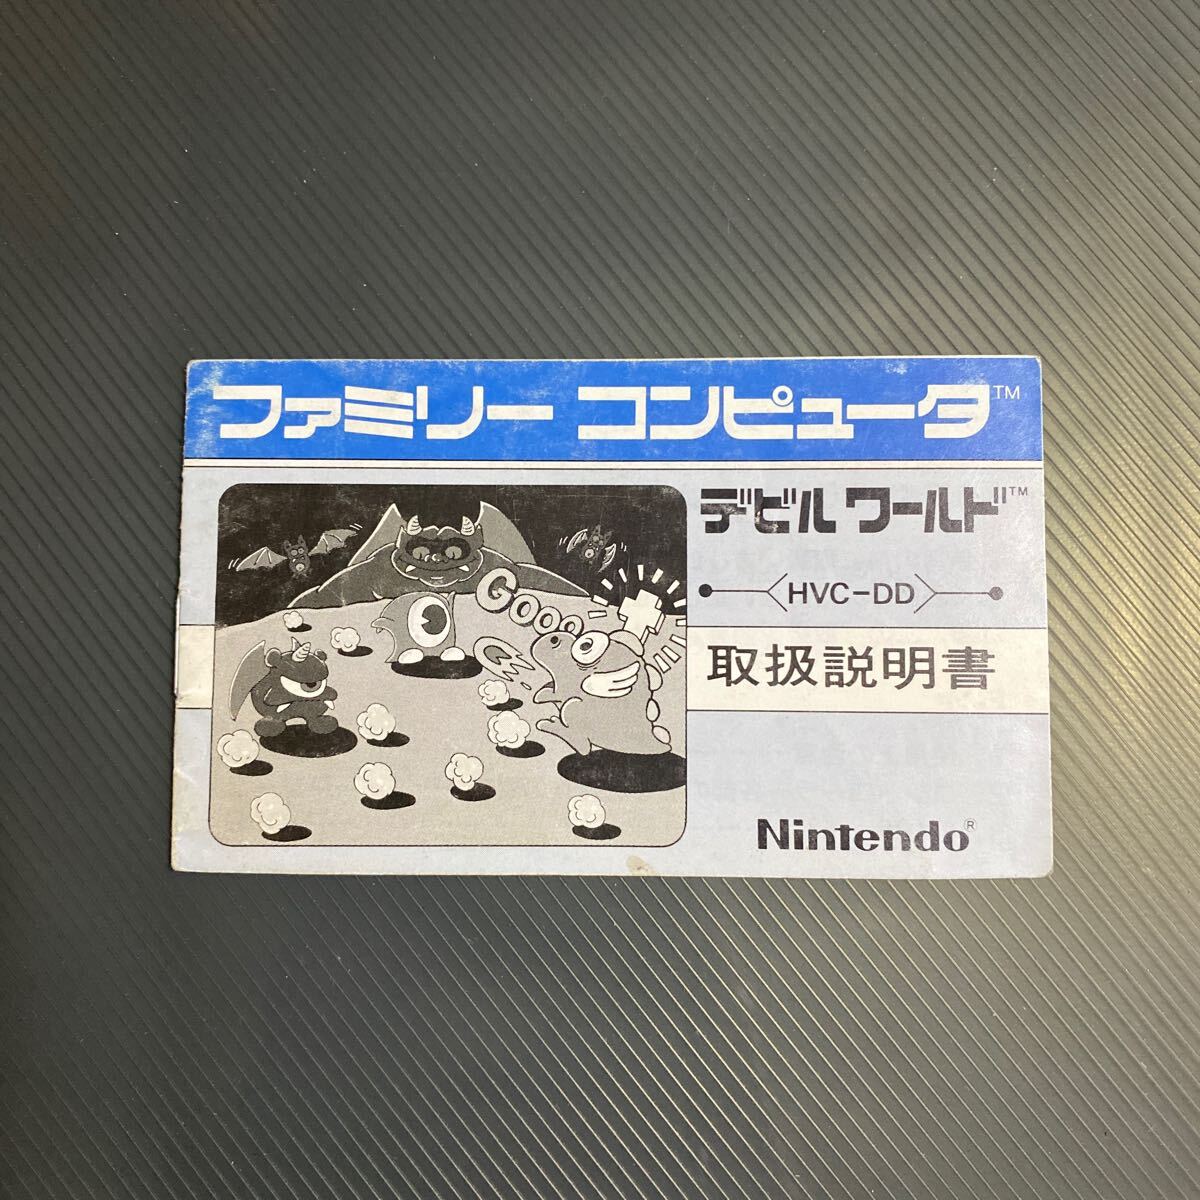 ファミリー コンピュータ™
デビル ワールド™
HVC-DD
取扱説明書
Gooo
Nintendo®